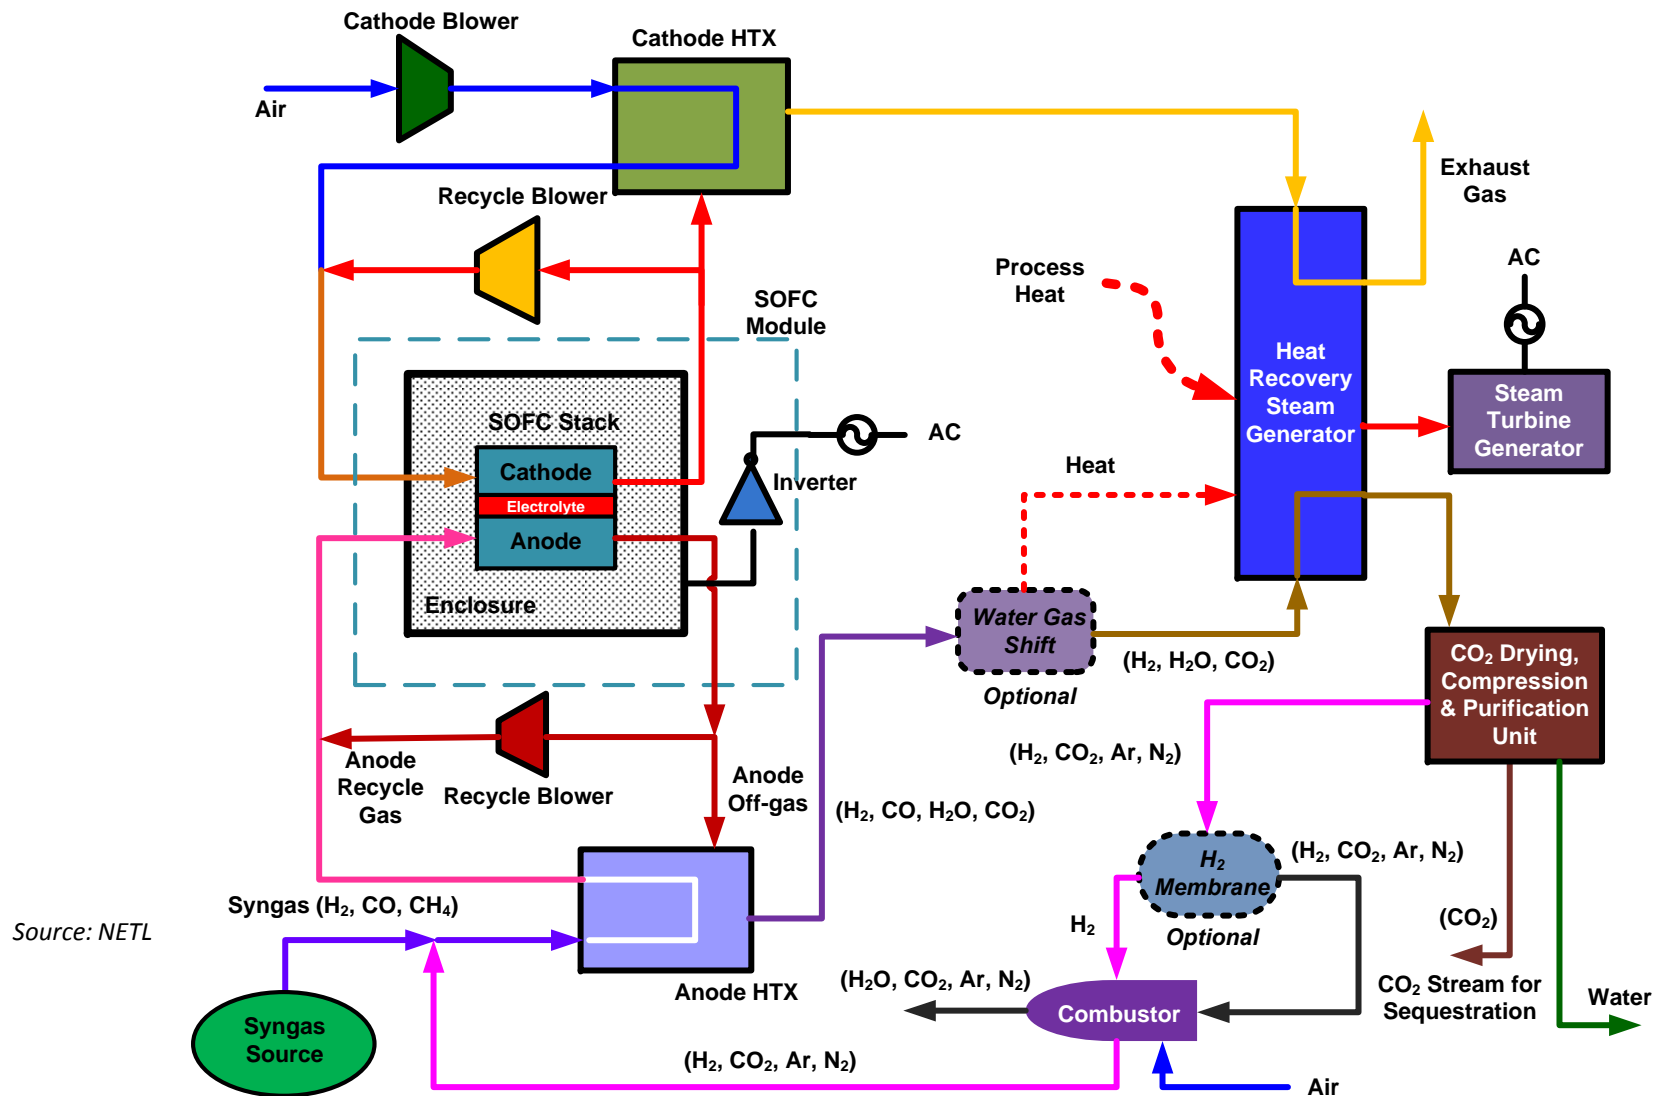 Cathode Blower
Cathode HTX
Air
Exhaust
Gas
Recycle Blower
Process
Heat
AC
SOFC
Module
Heat
Recovery
Steam
Generator
Steam
Turbine
Generator
SOFC Stack
Cathode
Electrolyte
Anode
Enclosure
Inverter
AC
Heat
Water Gas
Shift
Optional
(H₂, H₂O, CO₂)
CO₂ Drying,
Compression
& Purification
Unit
Anode
Recycle
Gas
Recycle Blower
Anode
Off-gas
(H₂, CO, H₂O, CO₂)
(H₂, CO₂, Ar, N₂)
H₂
Membrane
Optional
(H₂, CO₂, Ar, N₂)
Syngas (H₂, CO, CH₄)
Source: NETL
Anode HTX
H₂
(CO₂)
CO₂ Stream for
Sequestration
Water
(H₂O, CO₂, Ar, N₂)
Combustor
Syngas
Source
(H₂, CO₂, Ar, N₂)
Air